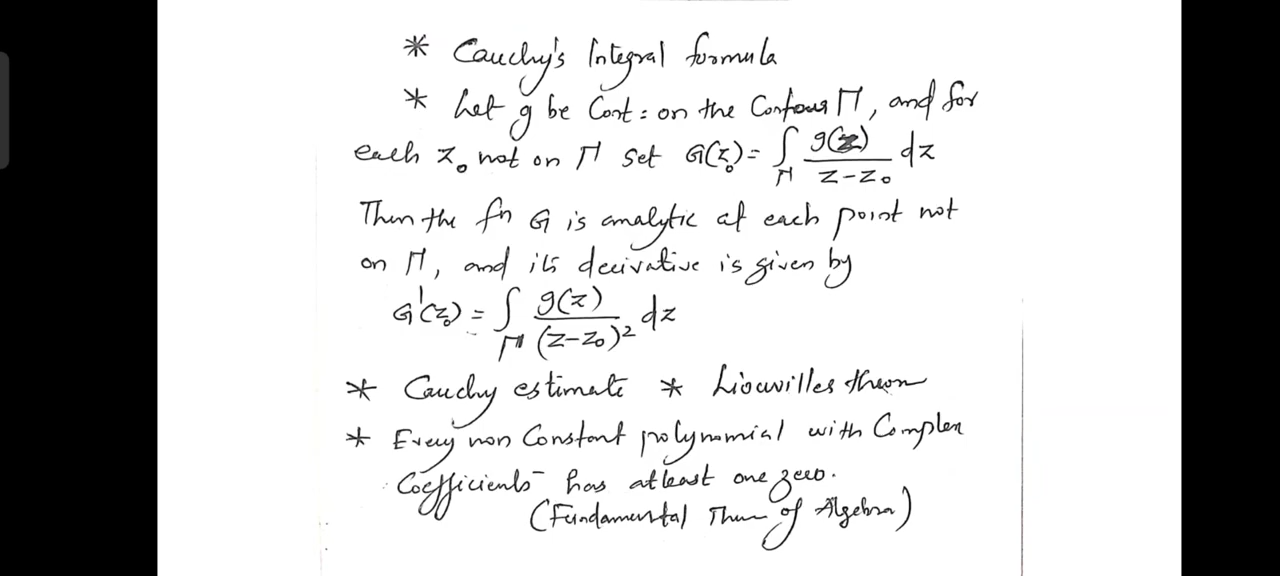 * Cauchy's Integral formula
* Let g be Cont: on the Contour Γ, and for
each z₀ not on Γ set G(z₀) = ∫_Γ g(z)/(z-z₀) dz
Then the fn G is analytic at each point not
on Γ, and its derivative is given by
G'(z₀) = ∫_Γ g(z)/(z-z₀)² dz
* Cauchy estimate * Liouvilles theorm
* Every non Constant polynomial with Complex
Coefficients has atleast one zero.
(Fundamental Thm of Algebra)